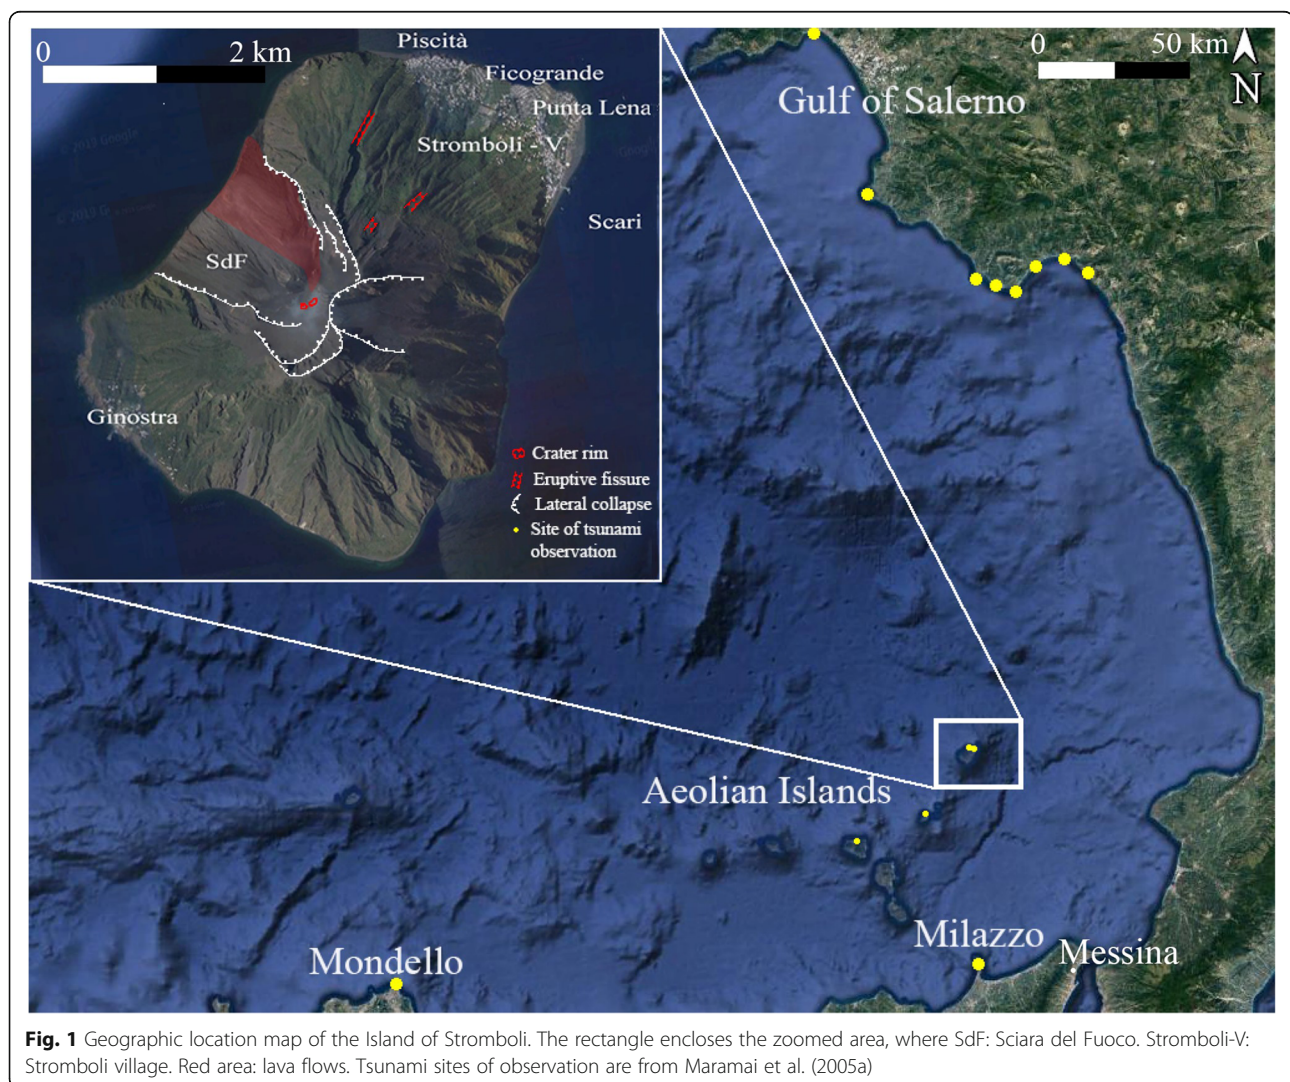 0 2 km
Piscità
Ficogrande
Punta Lena
Stromboli - V
Scari
SdF
Ginostra
Crater rim
Eruptive fissure
Lateral collapse
Site of tsunami
observation
0 50 km
N
Gulf of Salerno
Aeolian Islands
Milazzo
Messina
Mondello
Fig. 1 Geographic location map of the Island of Stromboli. The rectangle encloses the zoomed area, where SdF: Sciara del Fuoco. Stromboli-V:
Stromboli village. Red area: lava flows. Tsunami sites of observation are from Maramai et al. (2005a)